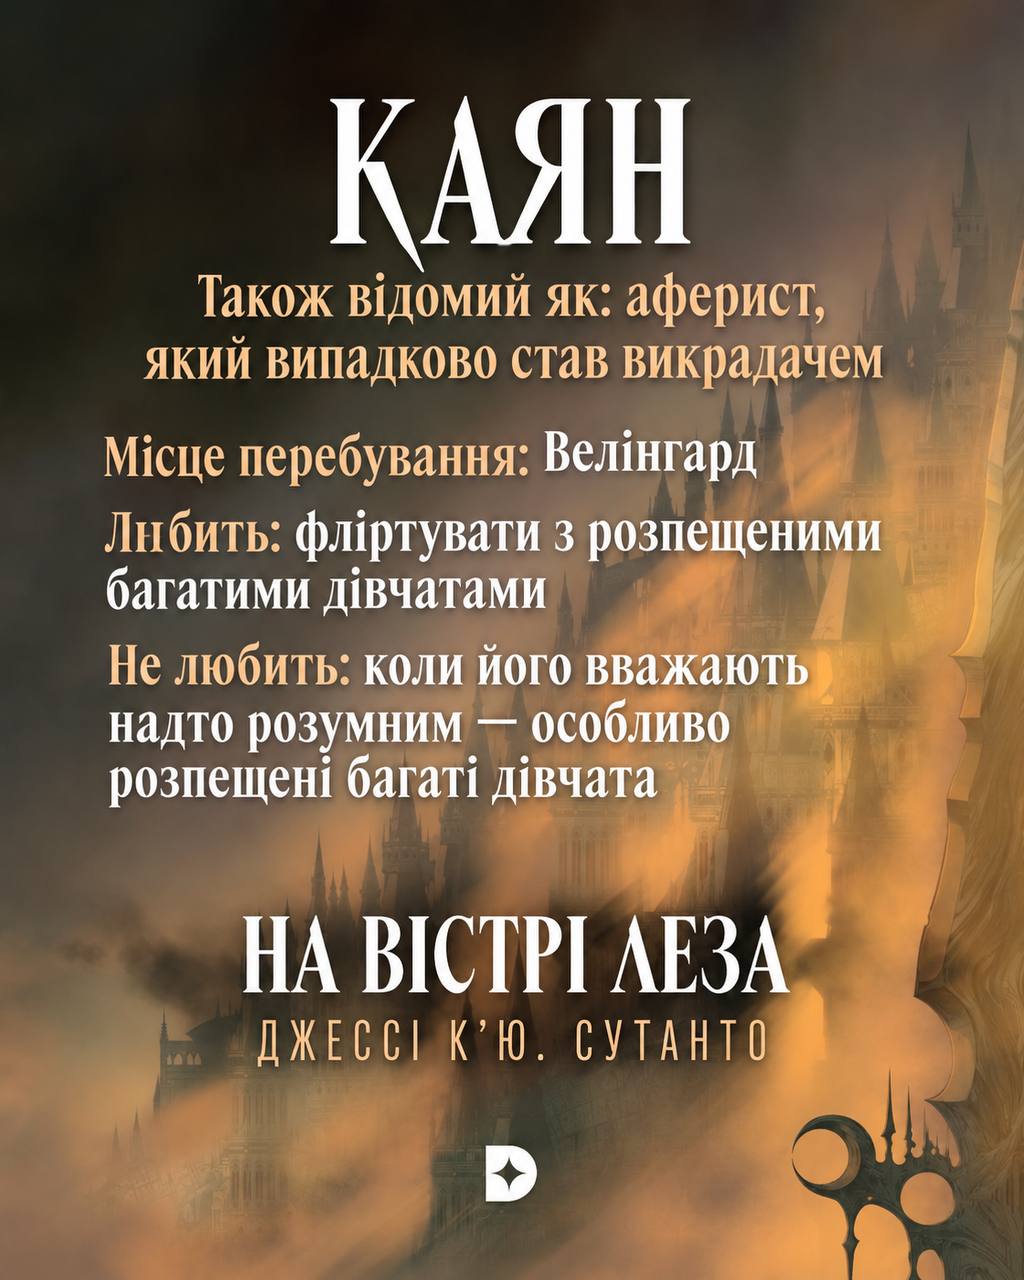 КАЯН
Також відомий як: аферист,
який випадково став викрадачем
Місце перебування: Велінгард
фліртувати з розпещеними
багатими дівчатами
Не любить: коли його вважають
надто розумним — особливо
розпещені багаті дівчата
НА ВІСТРІ ЛЕЗА
ДЖЕССІ К’Ю. СУТАНТО
D